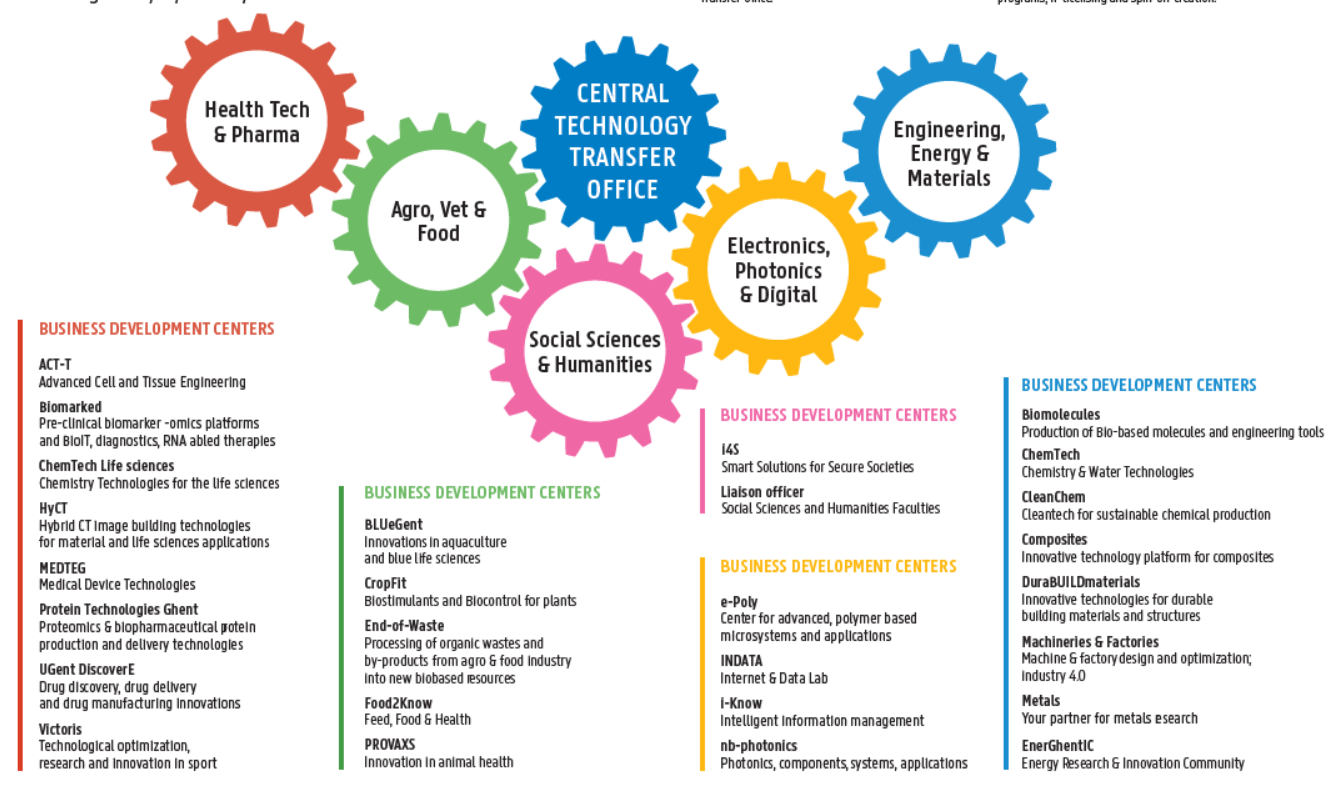 Transfer Office.
programs, IP licensing and spin-off creation.
Health Tech
& Pharma
Agro, Vet &
Food
CENTRAL
TECHNOLOGY
TRANSFER
OFFICE
Social Sciences
& Humanities
Electronics,
Photonics
& Digital
Engineering,
Energy &
Materials
BUSINESS DEVELOPMENT CENTERS
ACT-T
Advanced Cell and Tissue Engineering
Biomarked
Pre-clinical biomarker -omics platforms
and BioIT, diagnostics, RNA abled therapies
ChemTech Life sciences
Chemistry Technologies for the life sciences
HyCT
Hybrid CT image building technologies
for material and life sciences applications
MEDTEG
Medical Device Technologies
Protein Technologies Ghent
Proteomics & biopharmaceutical protein
production and delivery technologies
UGent DiscoverE
Drug discovery, drug delivery
and drug manufacturing innovations
Victoris
Technological optimization,
research and innovation in sport
BUSINESS DEVELOPMENT CENTERS
BLUeGent
Innovations in aquaculture
and blue life sciences
CropFit
Biostimulants and Biocontrol for plants
End-of-Waste
Processing of organic wastes and
by-products from agro & food industry
into new biobased resources
Food2Know
Feed, Food & Health
PROVAXS
Innovation in animal health
BUSINESS DEVELOPMENT CENTERS
i4S
Smart Solutions for Secure Societies
Liaison officer
Social Sciences and Humanities Faculties
BUSINESS DEVELOPMENT CENTERS
e-Poly
Center for advanced, polymer based
microsystems and applications
INDATA
Internet & Data Lab
i-Know
Intelligent information management
nb-photonics
Photonics, components, systems, applications
BUSINESS DEVELOPMENT CENTERS
Biomolecules
Production of Bio-based molecules and engineering tools
ChemTech
Chemistry & Water Technologies
CleanChem
Cleantech for sustainable chemical production
Composites
Innovative technology platform for composites
DuraBUILDmaterials
Innovative technologies for durable
building materials and structures
Machineries & Factories
Machine & factory design and optimization;
industry 4.0
Metals
Your partner for metals esearch
EnerGhentIC
Energy Research & Innovation Community